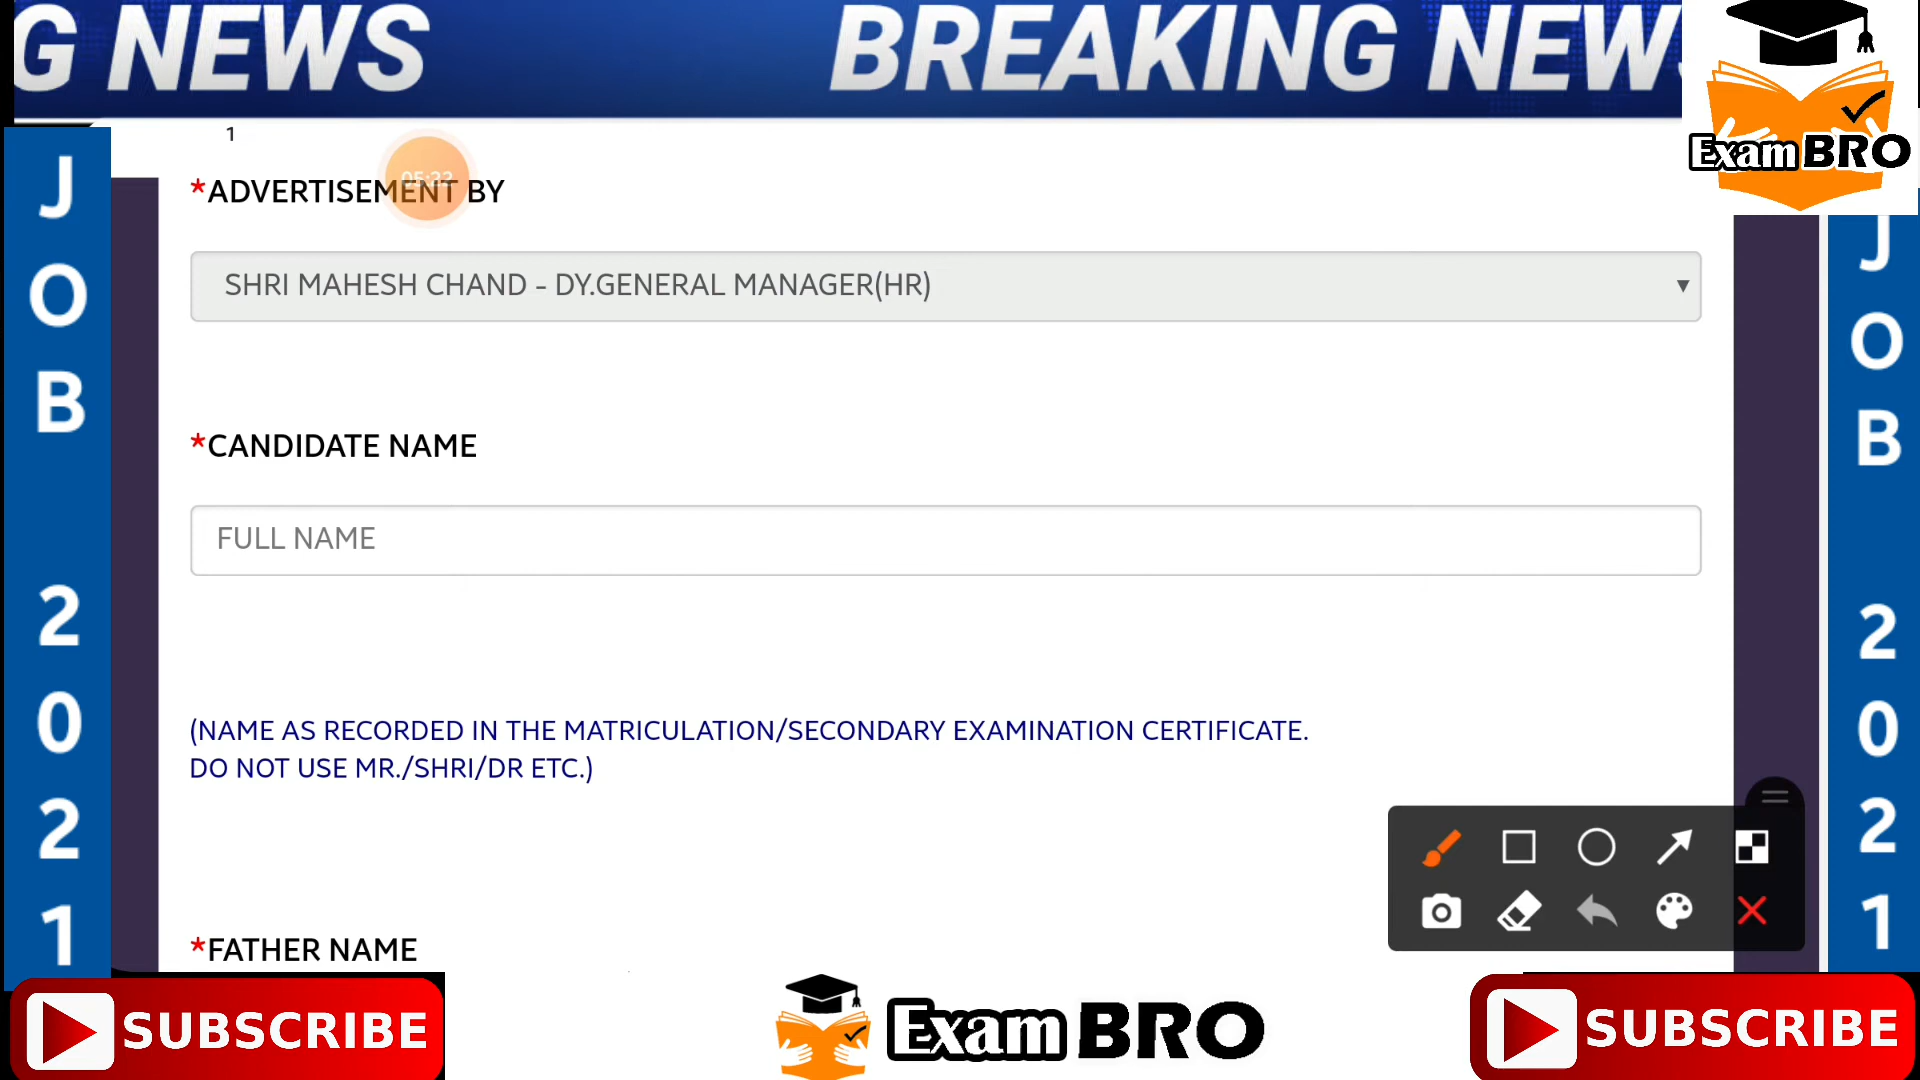 G NEWS
BREAKING NEW
Exam BRO
1
05:22
*ADVERTISEMENT BY
SHRI MAHESH CHAND - DY.GENERAL MANAGER(HR)
*CANDIDATE NAME
FULL NAME
(NAME AS RECORDED IN THE MATRICULATION/SECONDARY EXAMINATION CERTIFICATE.
DO NOT USE MR./SHRI/DR ETC.)
*FATHER NAME
JOB 2021
JOB 2021
SUBSCRIBE
Exam BRO
SUBSCRIBE